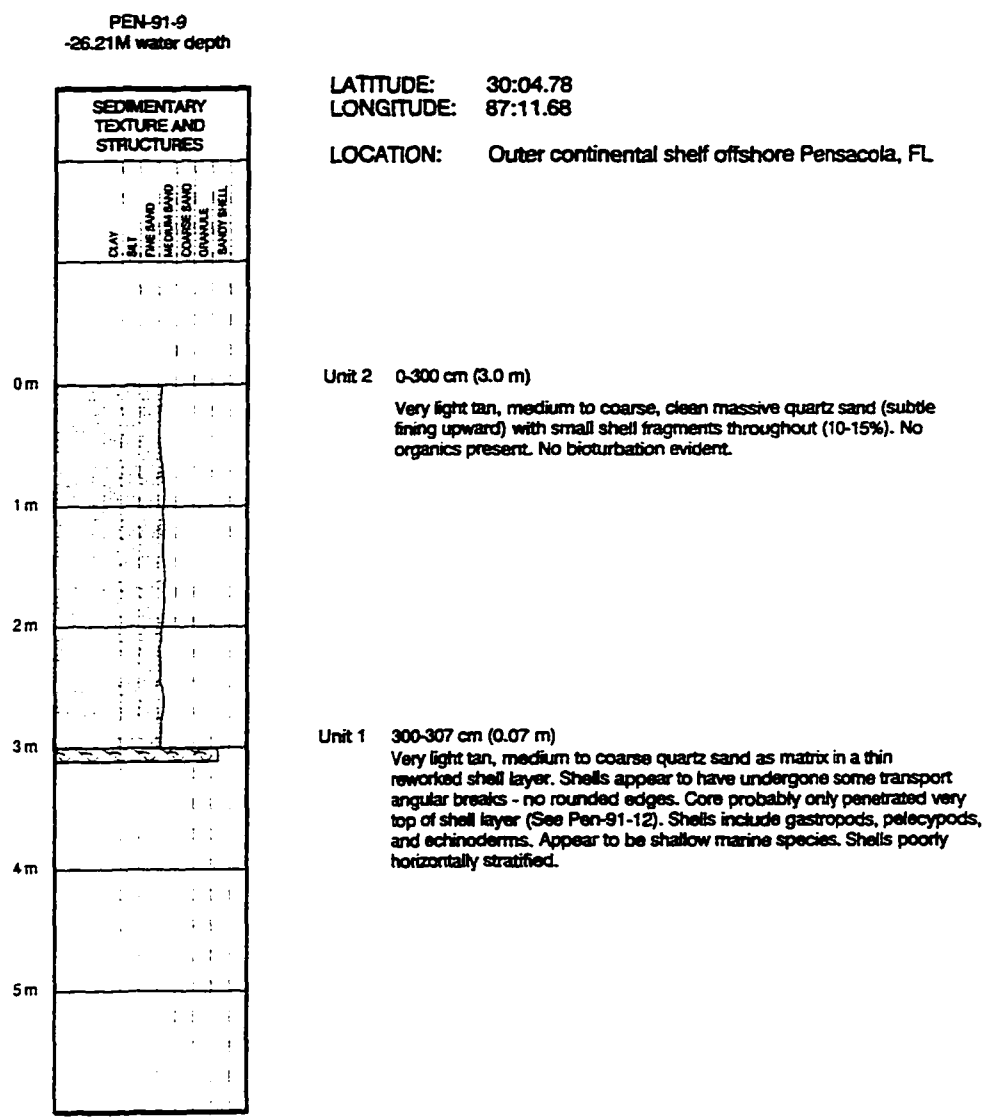 PEN-91-9
-26.21M water depth
LATITUDE: 30:04.78
LONGITUDE: 87:11.68
LOCATION: Outer continental shelf offshore Pensacola, FL
SEDIMENTARY
TEXTURE AND
STRUCTURES
CLAY
SILT
FINE SAND
MEDIUM SAND
COARSE SAND
GRANULE
SANDY SHELL
0 m
Unit 2 0-300 cm (3.0 m)
Very light tan, medium to coarse, clean massive quartz sand (subtle
fining upward) with small shell fragments throughout (10-15%). No
organics present. No bioturbation evident.
1 m
2 m
3 m
Unit 1 300-307 cm (0.07 m)
Very light tan, medium to coarse quartz sand as matrix in a thin
reworked shell layer. Shells appear to have undergone some transport
angular breaks - no rounded edges. Core probably only penetrated very
top of shell layer (See Pen-91-12). Shells include gastropods, pelecypods,
and echinoderms. Appear to be shallow marine species. Shells poorly
horizontally stratified.
4 m
5 m